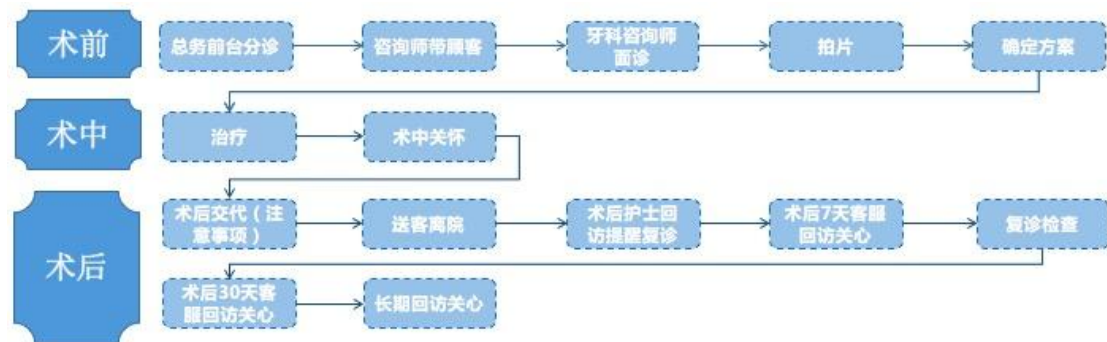 术前
总务前台分诊
咨询师带顾客
牙科咨询师
面诊
拍片
确定方案
术中
治疗
术中关怀
术后
术后交代（注
意事项）
送客离院
术后护士回
访提醒复诊
术后7天客服
回访关心
复诊检查
术后30天客
服回访关心
长期回访关心